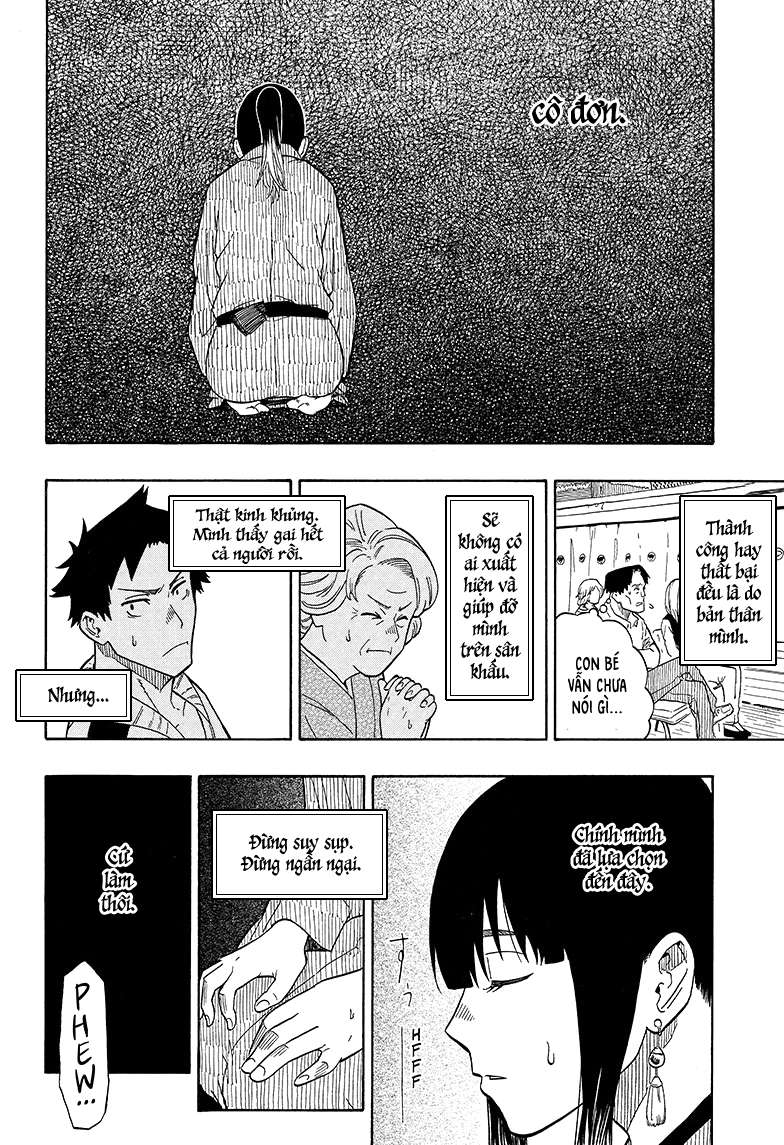 cô đơn.
Thành
công hay
thất bại
đều là do
bản thân
mình.
CON BÉ
VẪN CHƯA
NÓI GÌ...
Sẽ
không có
ai xuất
hiện và
giúp đỡ
mình
trên sân
khấu.
Thật kinh khủng.
Mình thấy gai hết
cả người rồi.
Nhưng...
Chính mình
đã lựa chọn
đến đây.
すぅ
HFFF
Đừng suy sụp.
Đừng ngần ngại.
Cứ
làm
thôi.
PHEW...